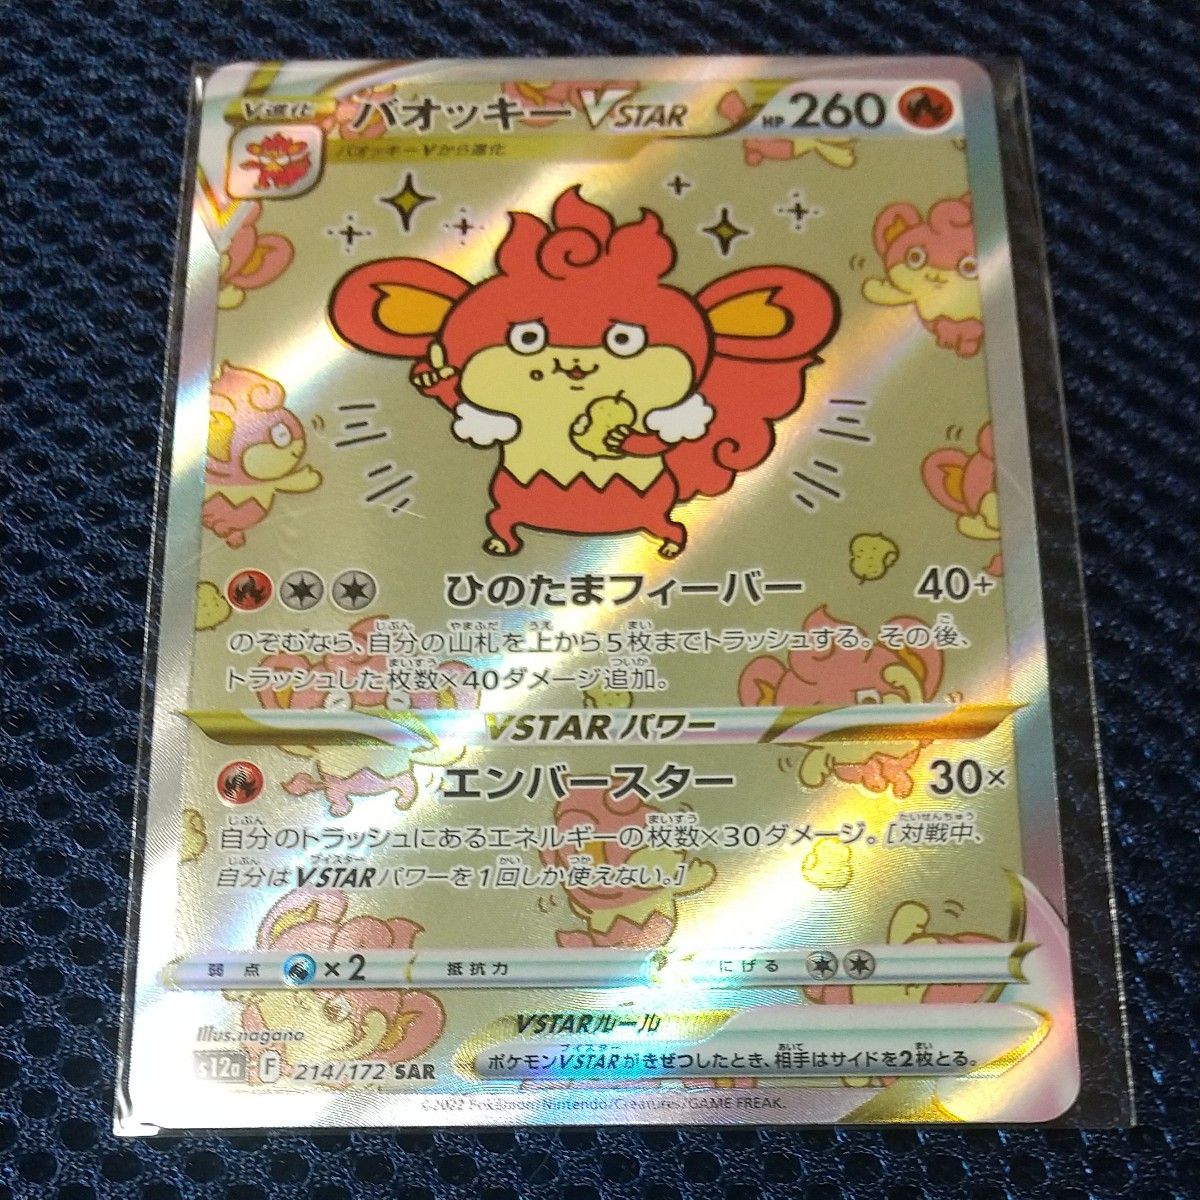 V進化 バオッキーVSTAR HP 260
バオッキーVから進化
ひのたまフィーバー 40+
のぞむなら、自分の山札を上から5枚までトラッシュする。その後、
トラッシュした枚数×40ダメージ追加。
VSTARパワー
エンバースター 30×
自分のトラッシュにあるエネルギーの枚数×30ダメージ。[対戦中、
自分はVSTARパワーを1回しか使えない。]
弱点 ×2 抵抗力 にげる
Illus.nagano
VSTARルール
ポケモンVSTARがきぜつしたとき、相手はサイドを2枚とる。
s12a F 214/172 SAR
©2022 Pokémon/Nintendo/Creatures/GAME FREAK.